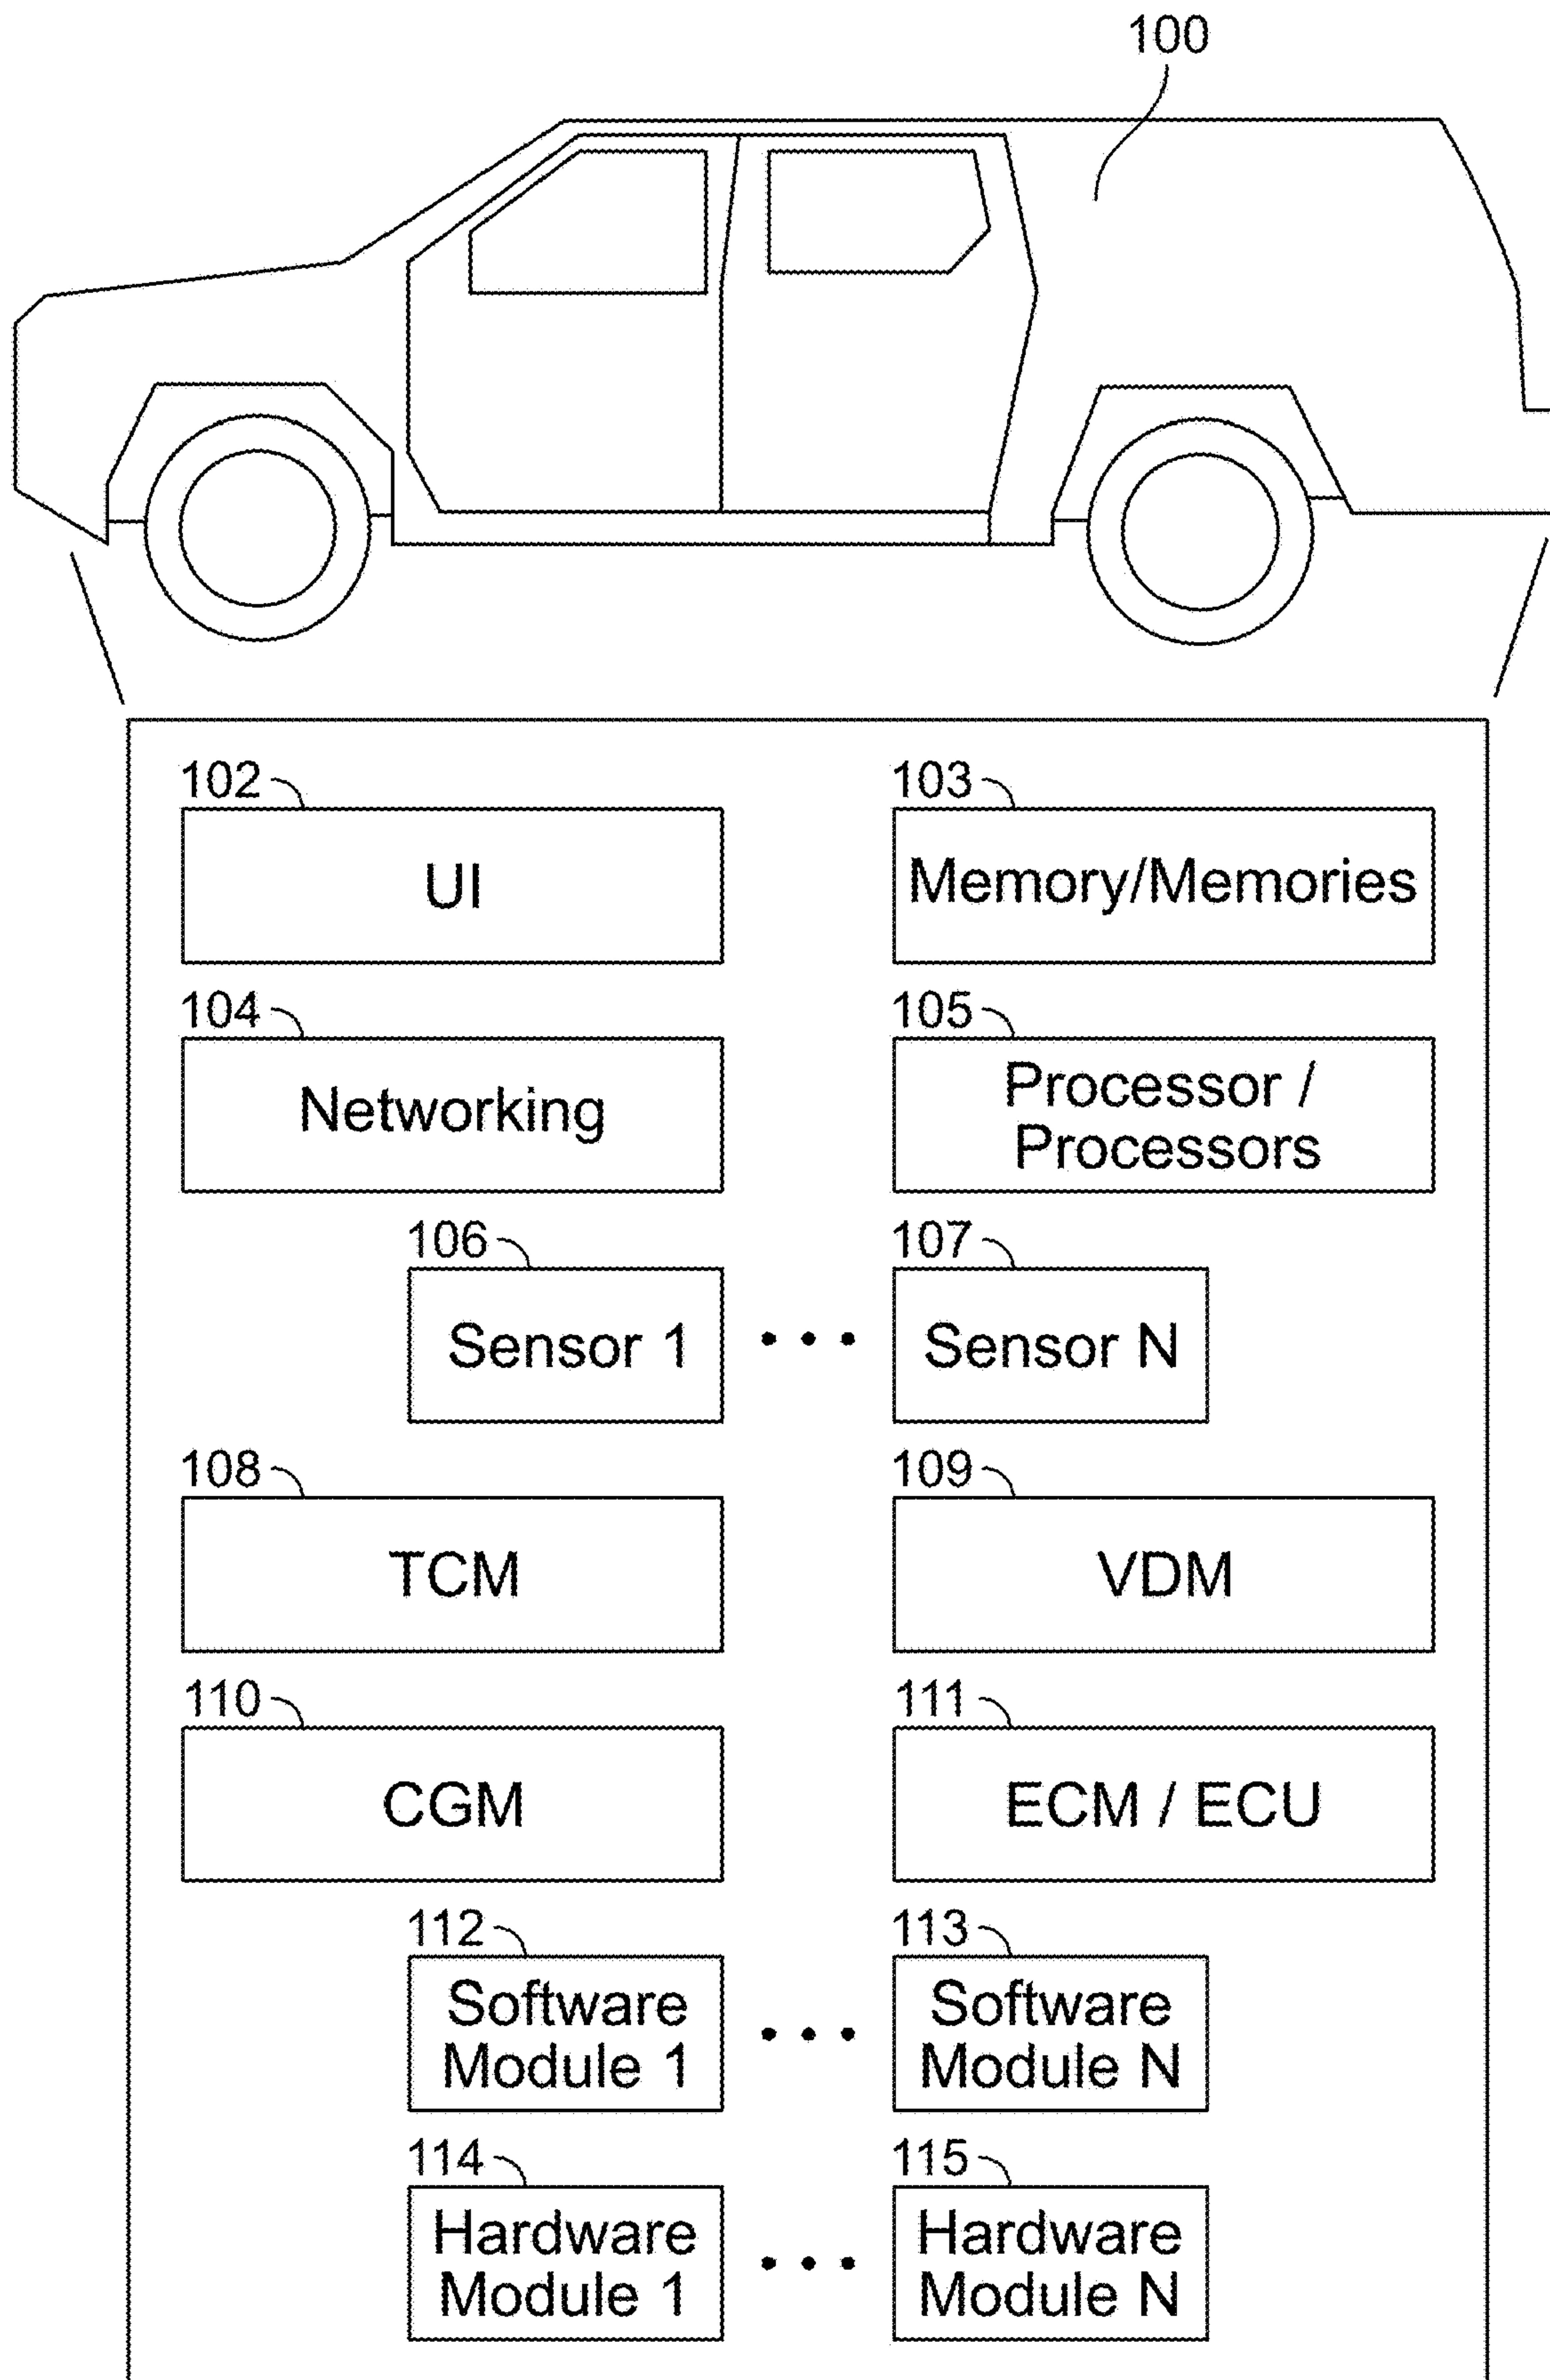 100
102
103
UI
Memory/Memories
104
105
Networking
Processor /
Processors
106
107
Sensor 1
Sensor N
108
109
TCM
VDM
110
111
CGM
ECM / ECU
112
113
Software
Module 1
Software
Module N
114
115
Hardware
Module 1
Hardware
Module N